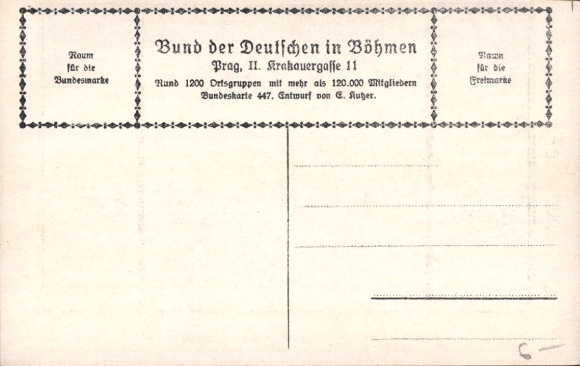 Raum
für die
Bundesmarke
Bund der Deutschen in Böhmen
Prag, II. Krakauergasse 11
Rund 1200 Ortsgruppen mit mehr als 120.000 Mitgliedern
Bundeskarte 447. Entwurf von E. Kutzer.
Raum
für die
Freimarke
6 —